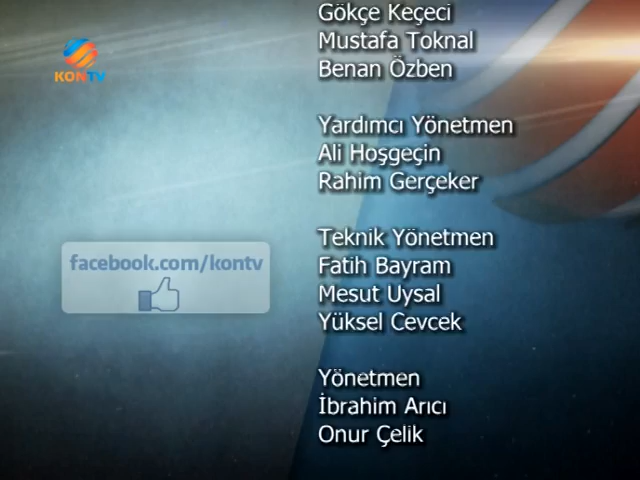 Gökçe Keçeci
Mustafa Toknal
Benan Özben
KONTV
Yardımcı Yönetmen
Ali Hoşgeçin
Rahim Gerçeker
Teknik Yönetmen
Fatih Bayram
Mesut Uysal
Yüksel Cevcek
facebook.com/kontv
Yönetmen
İbrahim Arıcı
Onur Çelik